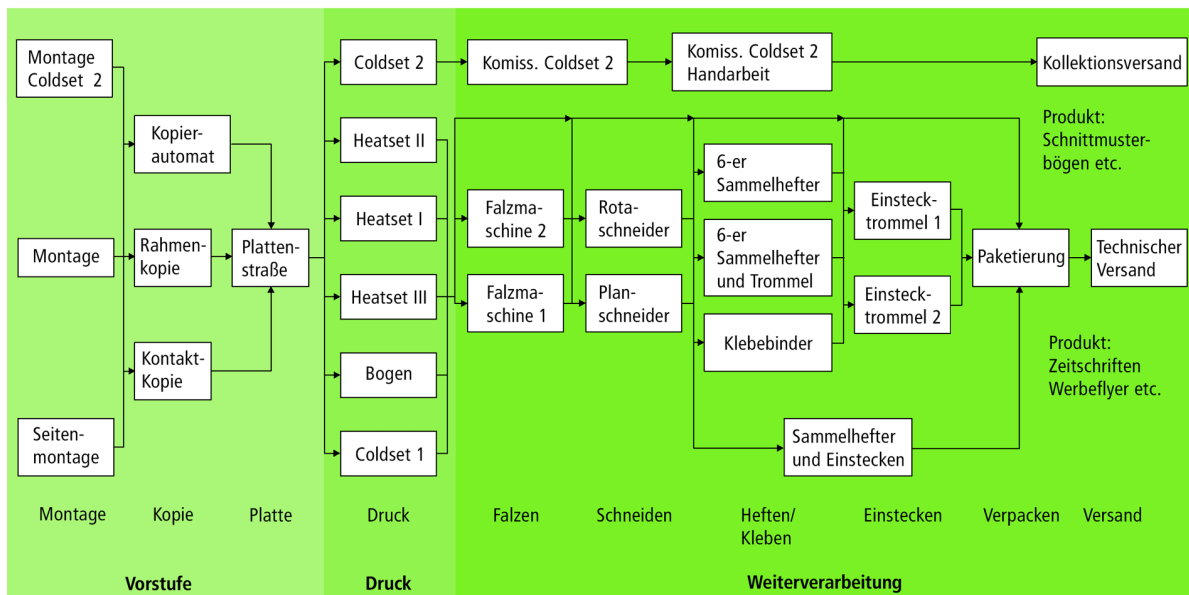 Montage
Coldset 2
Montage
Seiten-
montage
Kopier-
automat
Rahmen-
kopie
Kontakt-
Kopie
Platten-
straße
Coldset 2
Heatset II
Heatset I
Heatset III
Bogen
Coldset 1
Komiss. Coldset 2
Komiss. Coldset 2
Handarbeit
Kollektionsversand
Produkt:
Schnittmuster-
bögen etc.
Falzma-
schine 2
Falzma-
schine 1
Rota-
schneider
Plan-
schneider
6-er
Sammelhefter
6-er
Sammelhefter
und Trommel
Klebebinder
Sammelhefter
und Einstecken
Einsteck-
trommel 1
Einsteck-
trommel 2
Paketierung
Technischer
Versand
Produkt:
Zeitschriften
Werbeflyer etc.
Montage
Kopie
Platte
Druck
Falzen
Schneiden
Heften/
Kleben
Einstecken
Verpacken
Versand
Vorstufe
Druck
Weiterverarbeitung